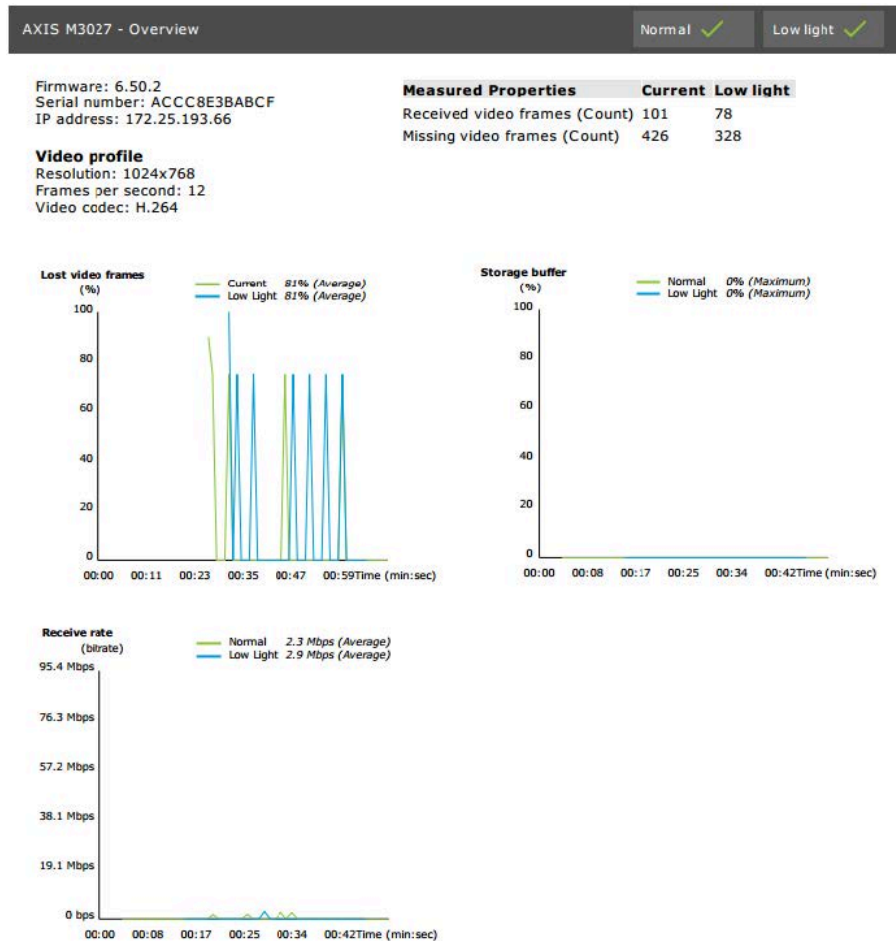 AXIS M3027 - Overview
Normal
Low light
Firmware: 6.50.2
Serial number: ACCC8E3BABCF
IP address: 172.25.193.66
Video profile
Resolution: 1024x768
Frames per second: 12
Video codec: H.264
Measured Properties Current Low light
Received video frames (Count) 101 78
Missing video frames (Count) 426 328
Lost video frames
(%)
Current 81% (Average)
Low Light 81% (Average)
100
80
60
40
20
0
00:00 00:11 00:23 00:35 00:47 00:59Time (min:sec)
Storage buffer
(%)
Normal 0% (Maximum)
Low Light 0% (Maximum)
100
80
60
40
20
0
00:00 00:08 00:17 00:25 00:34 00:42Time (min:sec)
Receive rate
(bitrate)
Normal 2.3 Mbps (Average)
Low Light 2.9 Mbps (Average)
95.4 Mbps
76.3 Mbps
57.2 Mbps
38.1 Mbps
19.1 Mbps
0 bps
00:00 00:08 00:17 00:25 00:34 00:42Time (min:sec)